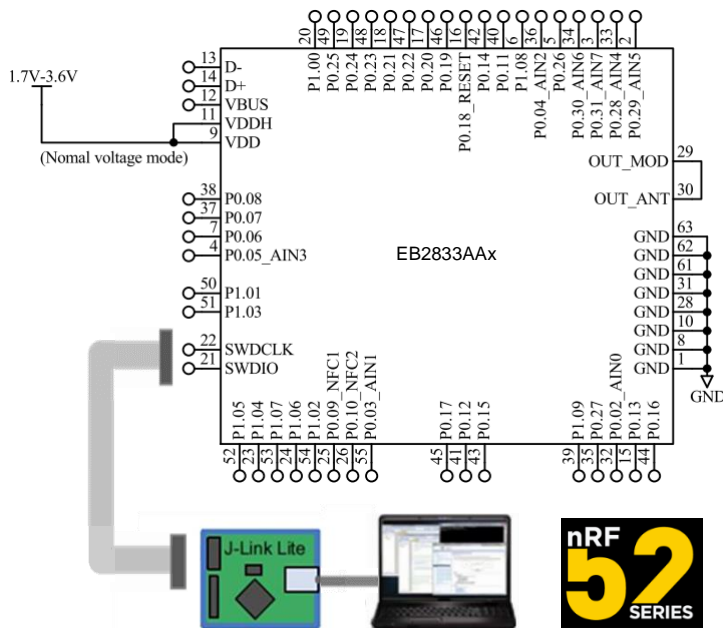 20 P1.00
49 P0.25
19 P0.24
48 P0.23
18 P0.21
47 P0.22
17 P0.20
46 P0.19
16 P0.18_RESET
42 P0.14
40 P0.11
6 P1.08
36 P0.04_AIN2
5 P0.26
34 P0.30_AIN6
3 P0.31_AIN7
33 P0.28_AIN4
2 P0.29_AIN5
1.7V-3.6V
(Nomal voltage mode)
13 D-
14 D+
12 VBUS
11 VDDH
9 VDD
38 P0.08
37 P0.07
7 P0.06
4 P0.05_AIN3
50 P1.01
51 P1.03
22 SWDCLK
21 SWDIO
EB2833AAx
OUT_MOD 29
OUT_ANT 30
GND 63
GND 62
GND 61
GND 31
GND 28
GND 10
GND 8
GND 1
GND
52 P1.05
23 P1.04
53 P1.07
24 P1.06
54 P1.02
25 P0.09_NFC1
26 P0.10_NFC2
55 P0.03_AIN1
45 P0.17
41 P0.12
43 P0.15
39 P1.09
35 P0.27
32 P0.02_AIN0
15 P0.13
44 P0.16
J-Link Lite
nRF
52
SERIES